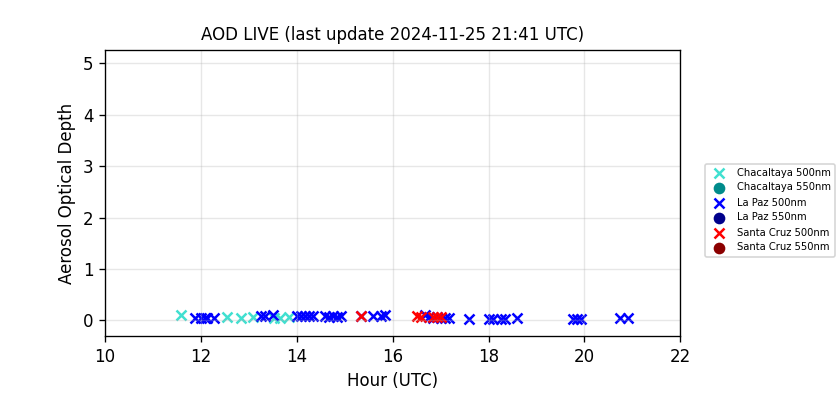 AOD LIVE (last update 2024-11-25 21:41 UTC)
5
4
3
2
1
0
Aerosol Optical Depth
10 12 14 16 18 20 22
Hour (UTC)
Chacaltaya 500nm
Chacaltaya 550nm
La Paz 500nm
La Paz 550nm
Santa Cruz 500nm
Santa Cruz 550nm